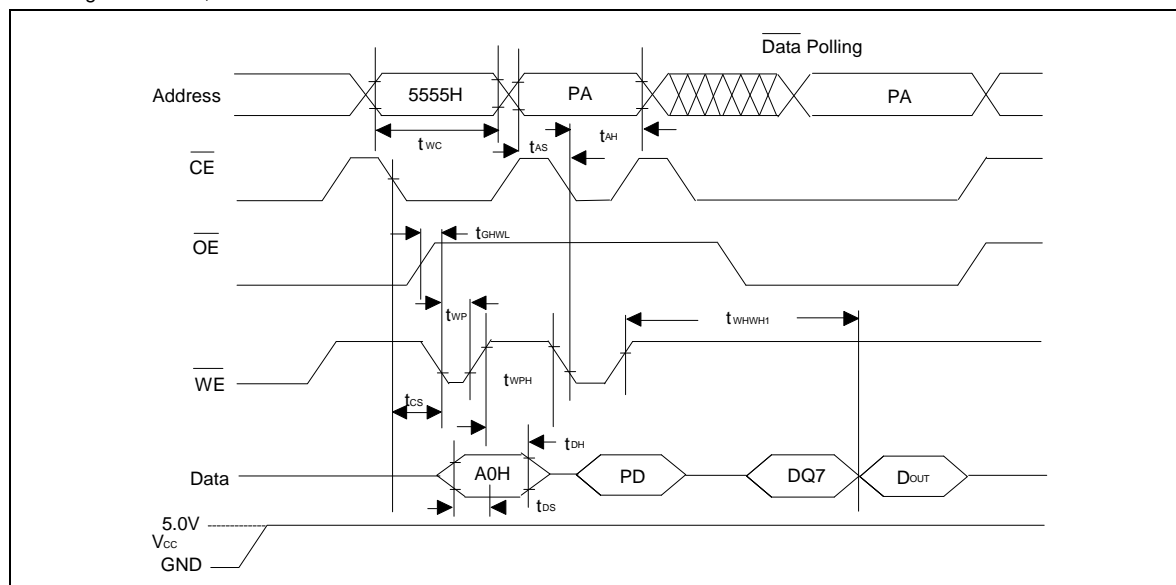 Data Polling
Address
5555H
PA
PA
tWC
tAS
tAH
CE
tGHWL
OE
tWP
tWHWH1
WE
tWPH
tCS
tDH
Data
A0H
PD
DQ7
DOUT
tDS
5.0V
VCC
GND